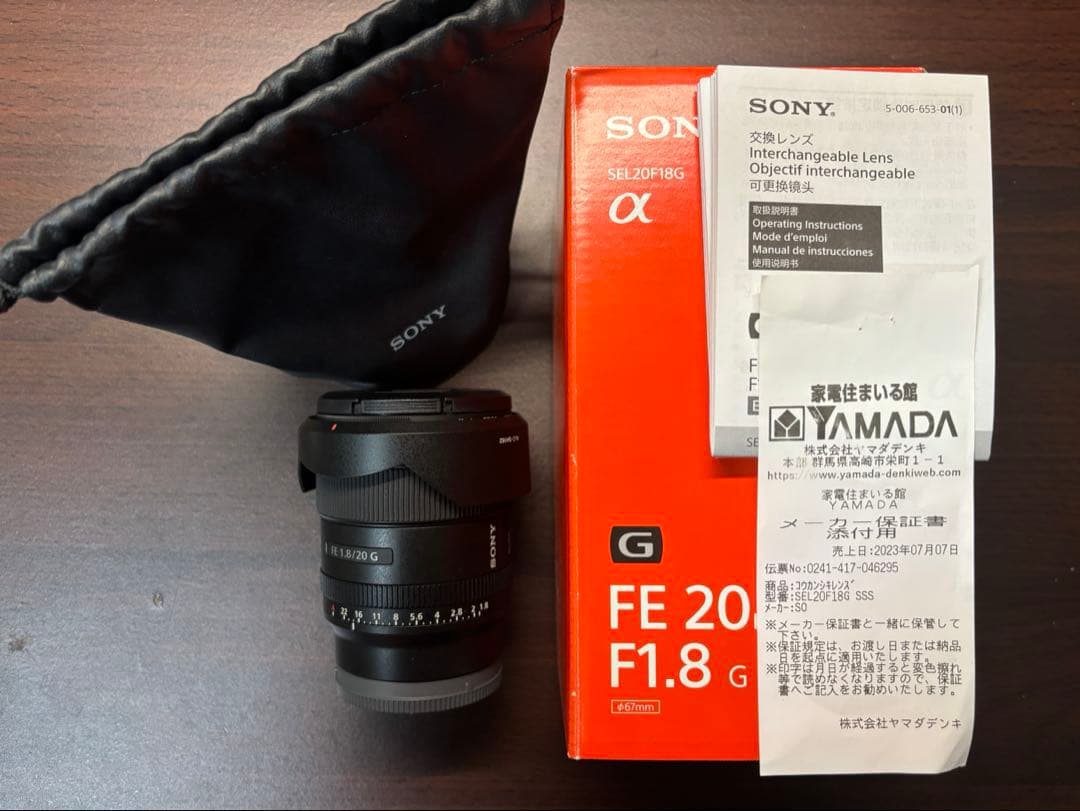 SONY
SON
SEL20F18G
α
G
FE 20
F1.8 G
φ67mm
SONY
5-006-653-01(1)
交換レンズ
Interchangeable Lens
Objectif interchangeable
可更换镜头
取扱説明書
Operating Instructions
Mode d'emploi
Manual de instrucciones
使用说明书
家電住まいる館
YAMADA
株式会社ヤマダデンキ
本部 群馬県高崎市栄町1-1
https://www.yamada-denkiweb.com
家電住まいる館
YAMADA
メーカー保証書
添付用
売上日:2023年07月07日
伝票No:0241-417-046295
商品:ｺｳｶﾝｼｷﾚﾝｽﾞ
型番:SEL20F18G SSS
ﾒｰｶｰ:SO
※メーカー保証書と一緒に保管して
下さい。
※保証規定は、お渡し日または納品
日を起点に適用いたします。
※印字は月日が経過すると変色擦れ
等で読めなくなりますので、保証
書へご記入をお勧めいたします。
株式会社ヤマダデンキ
SONY
FE 1.8/20 G
A 22 16 11 8 5.6 4 2.8 2 1.8